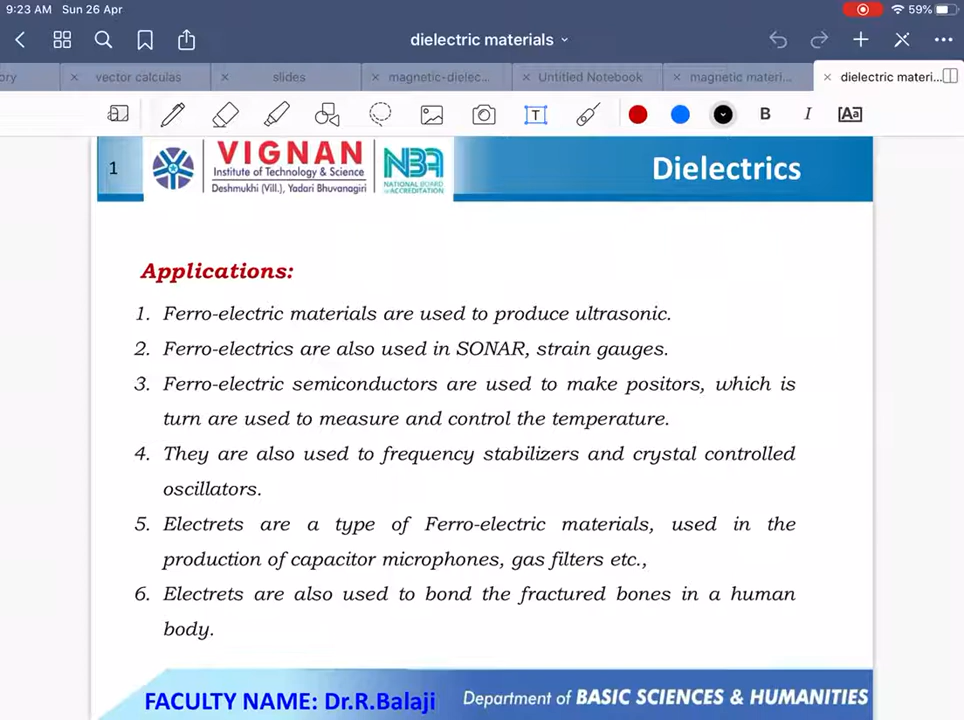 9:23 AM Sun 26 Apr
59%
dielectric materials
ory
vector calculas
slides
magnetic-dielec...
Untitled Notebook
magnetic materi...
dielectric materi...
T
B
I
Aa
1
VIGNAN
Institute of Technology & Science
Deshmukhi (Vill.), Yadari Bhuvanagiri
NBA
NATIONAL BOARD
of ACCREDITATION
Dielectrics
Applications:
1. Ferro-electric materials are used to produce ultrasonic.
2. Ferro-electrics are also used in SONAR, strain gauges.
3. Ferro-electric semiconductors are used to make positors, which is
turn are used to measure and control the temperature.
4. They are also used to frequency stabilizers and crystal controlled
oscillators.
5. Electrets are a type of Ferro-electric materials, used in the
production of capacitor microphones, gas filters etc.,
6. Electrets are also used to bond the fractured bones in a human
body.
FACULTY NAME: Dr.R.Balaji
Department of BASIC SCIENCES & HUMANITIES